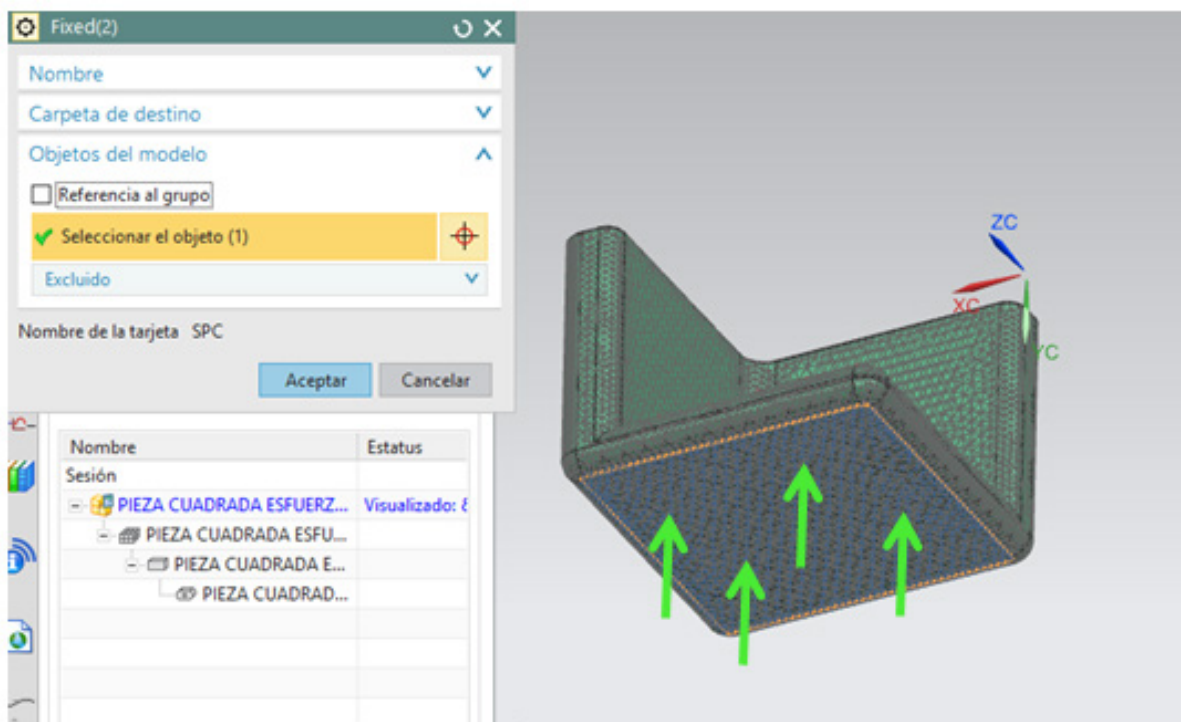 Fixed(2)
Nombre
Carpeta de destino
Objetos del modelo
Referencia al grupo
Seleccionar el objeto (1)
Excluido
Nombre de la tarjeta SPC
Aceptar Cancelar
Nombre Estatus
Sesión
PIEZA CUADRADA ESFUERZ... Visualizado: &
PIEZA CUADRADA ESFU...
PIEZA CUADRADA E...
PIEZA CUADRAD...
ZC
XC
YC